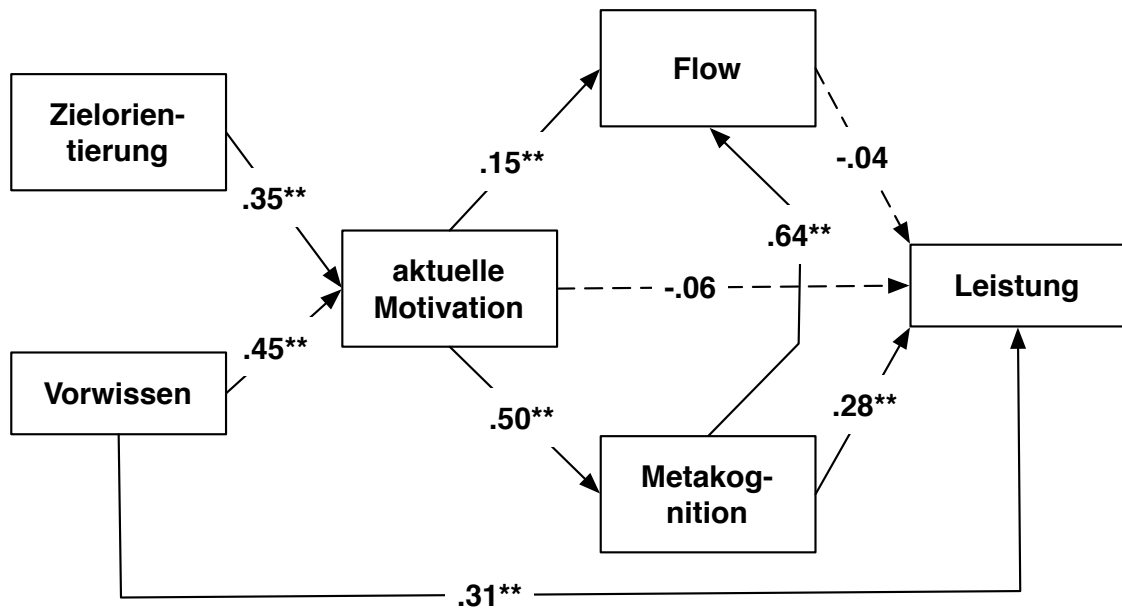 Flow
Zielorien-
tierung
.15**
-.04
.35**
.64**
aktuelle
Motivation
-.06
Leistung
.45**
Vorwissen
.50**
.28**
Metakog-
nition
.31**